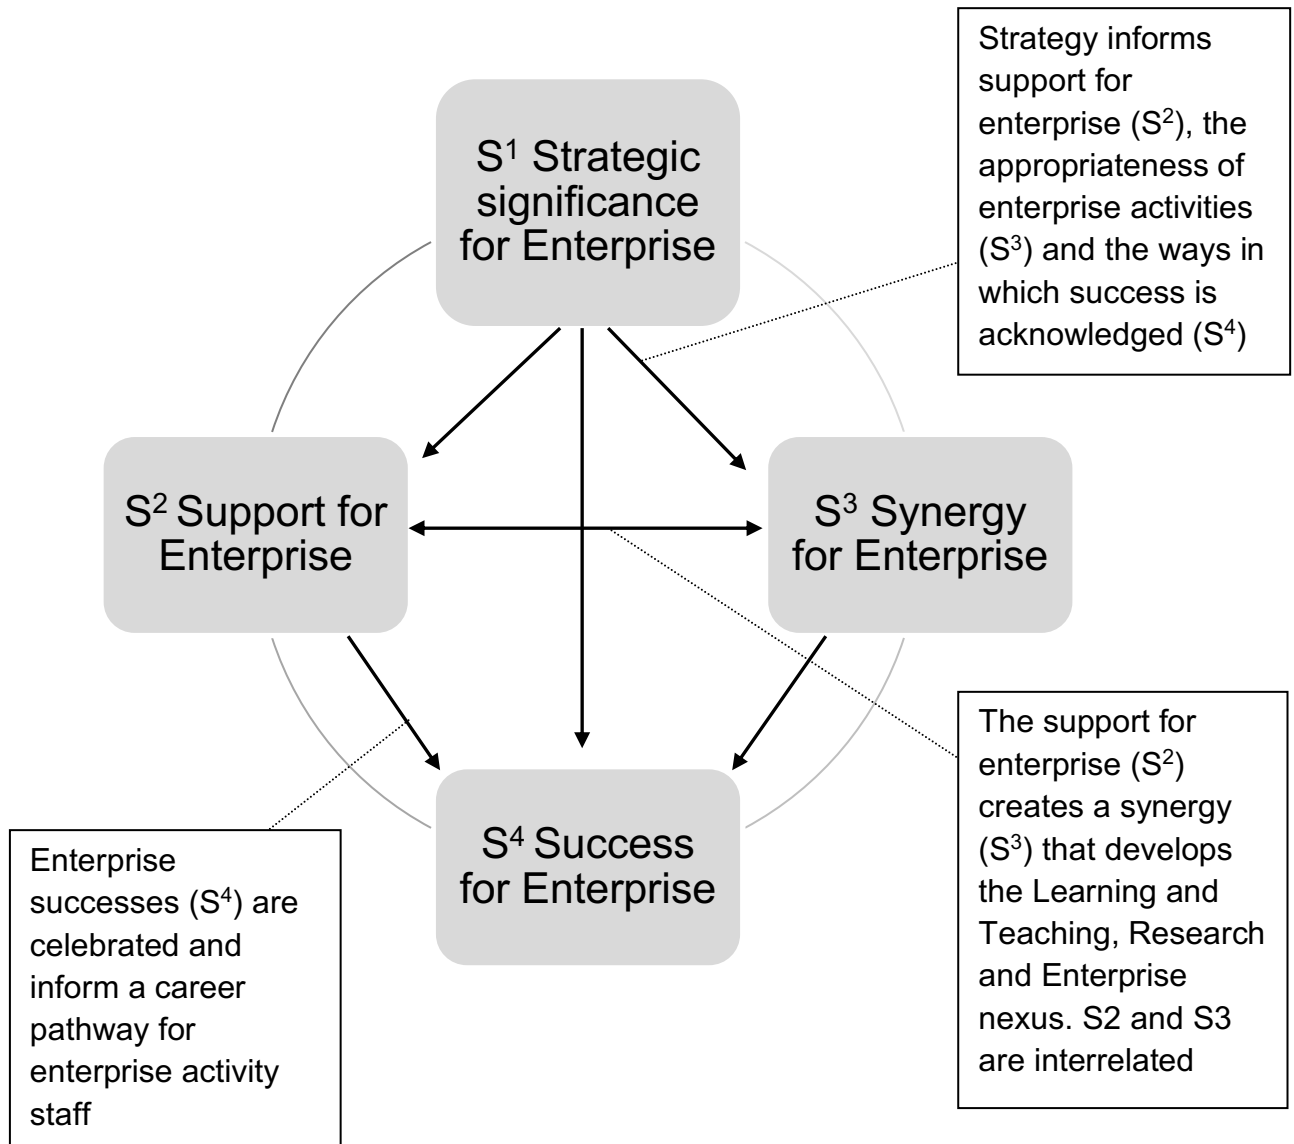 Strategy informs
support for
enterprise (S²), the
appropriateness of
enterprise activities
(S³) and the ways in
which success is
acknowledged (S⁴)
S¹ Strategic
significance
for Enterprise
S² Support for
Enterprise
S³ Synergy
for Enterprise
S⁴ Success
for Enterprise
The support for
enterprise (S²)
creates a synergy
(S³) that develops
the Learning and
Teaching, Research
and Enterprise
nexus. S2 and S3
are interrelated
Enterprise
successes (S⁴) are
celebrated and
inform a career
pathway for
enterprise activity
staff